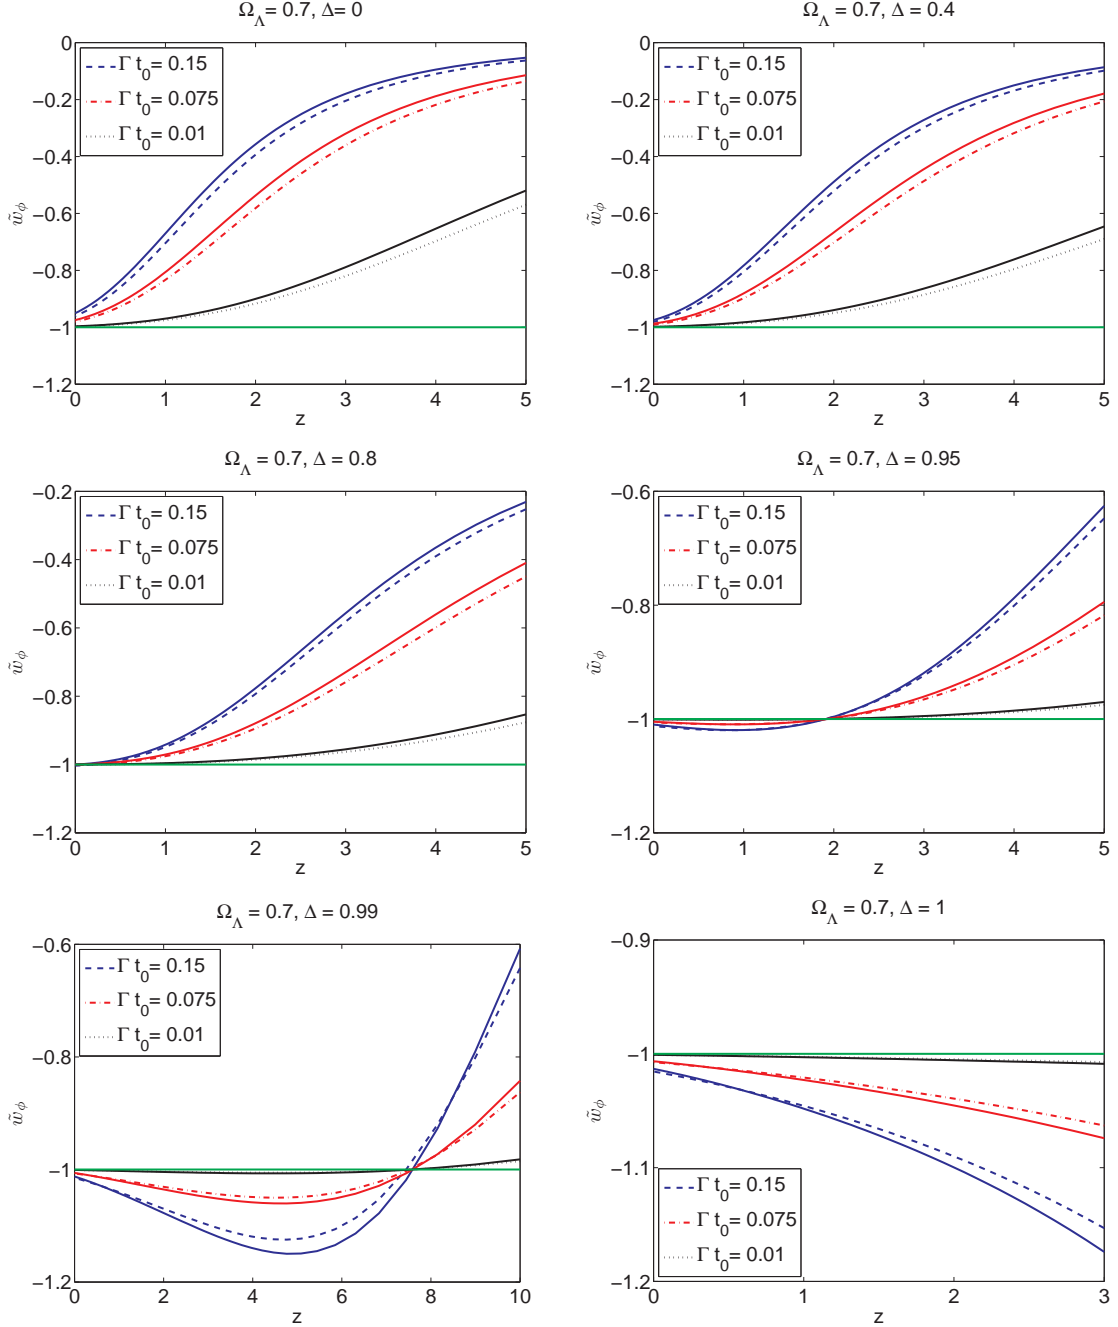 Ω_Λ = 0.7, Δ= 0
0
−0.2
−0.4
−0.6
−0.8
−1
−1.2
w̃_ϕ
Γ t_0= 0.15
Γ t_0= 0.075
Γ t_0= 0.01
0 1 2 3 4 5
z
Ω_Λ = 0.7, Δ = 0.4
0
−0.2
−0.4
−0.6
−0.8
−1
−1.2
w̃_ϕ
Γ t_0= 0.15
Γ t_0= 0.075
Γ t_0= 0.01
0 1 2 3 4 5
z
Ω_Λ = 0.7, Δ = 0.8
−0.2
−0.4
−0.6
−0.8
−1
−1.2
w̃_ϕ
Γ t_0= 0.15
Γ t_0= 0.075
Γ t_0= 0.01
0 1 2 3 4 5
z
Ω_Λ = 0.7, Δ = 0.95
−0.6
−0.8
−1
−1.2
w̃_ϕ
Γ t_0= 0.15
Γ t_0= 0.075
Γ t_0= 0.01
0 1 2 3 4 5
z
Ω_Λ = 0.7, Δ = 0.99
−0.6
−0.8
−1
−1.2
w̃_ϕ
Γ t_0= 0.15
Γ t_0= 0.075
Γ t_0= 0.01
0 2 4 6 8 10
z
Ω_Λ = 0.7, Δ = 1
−0.9
−1
−1.1
−1.2
w̃_ϕ
Γ t_0= 0.15
Γ t_0= 0.075
Γ t_0= 0.01
0 1 2 3
z